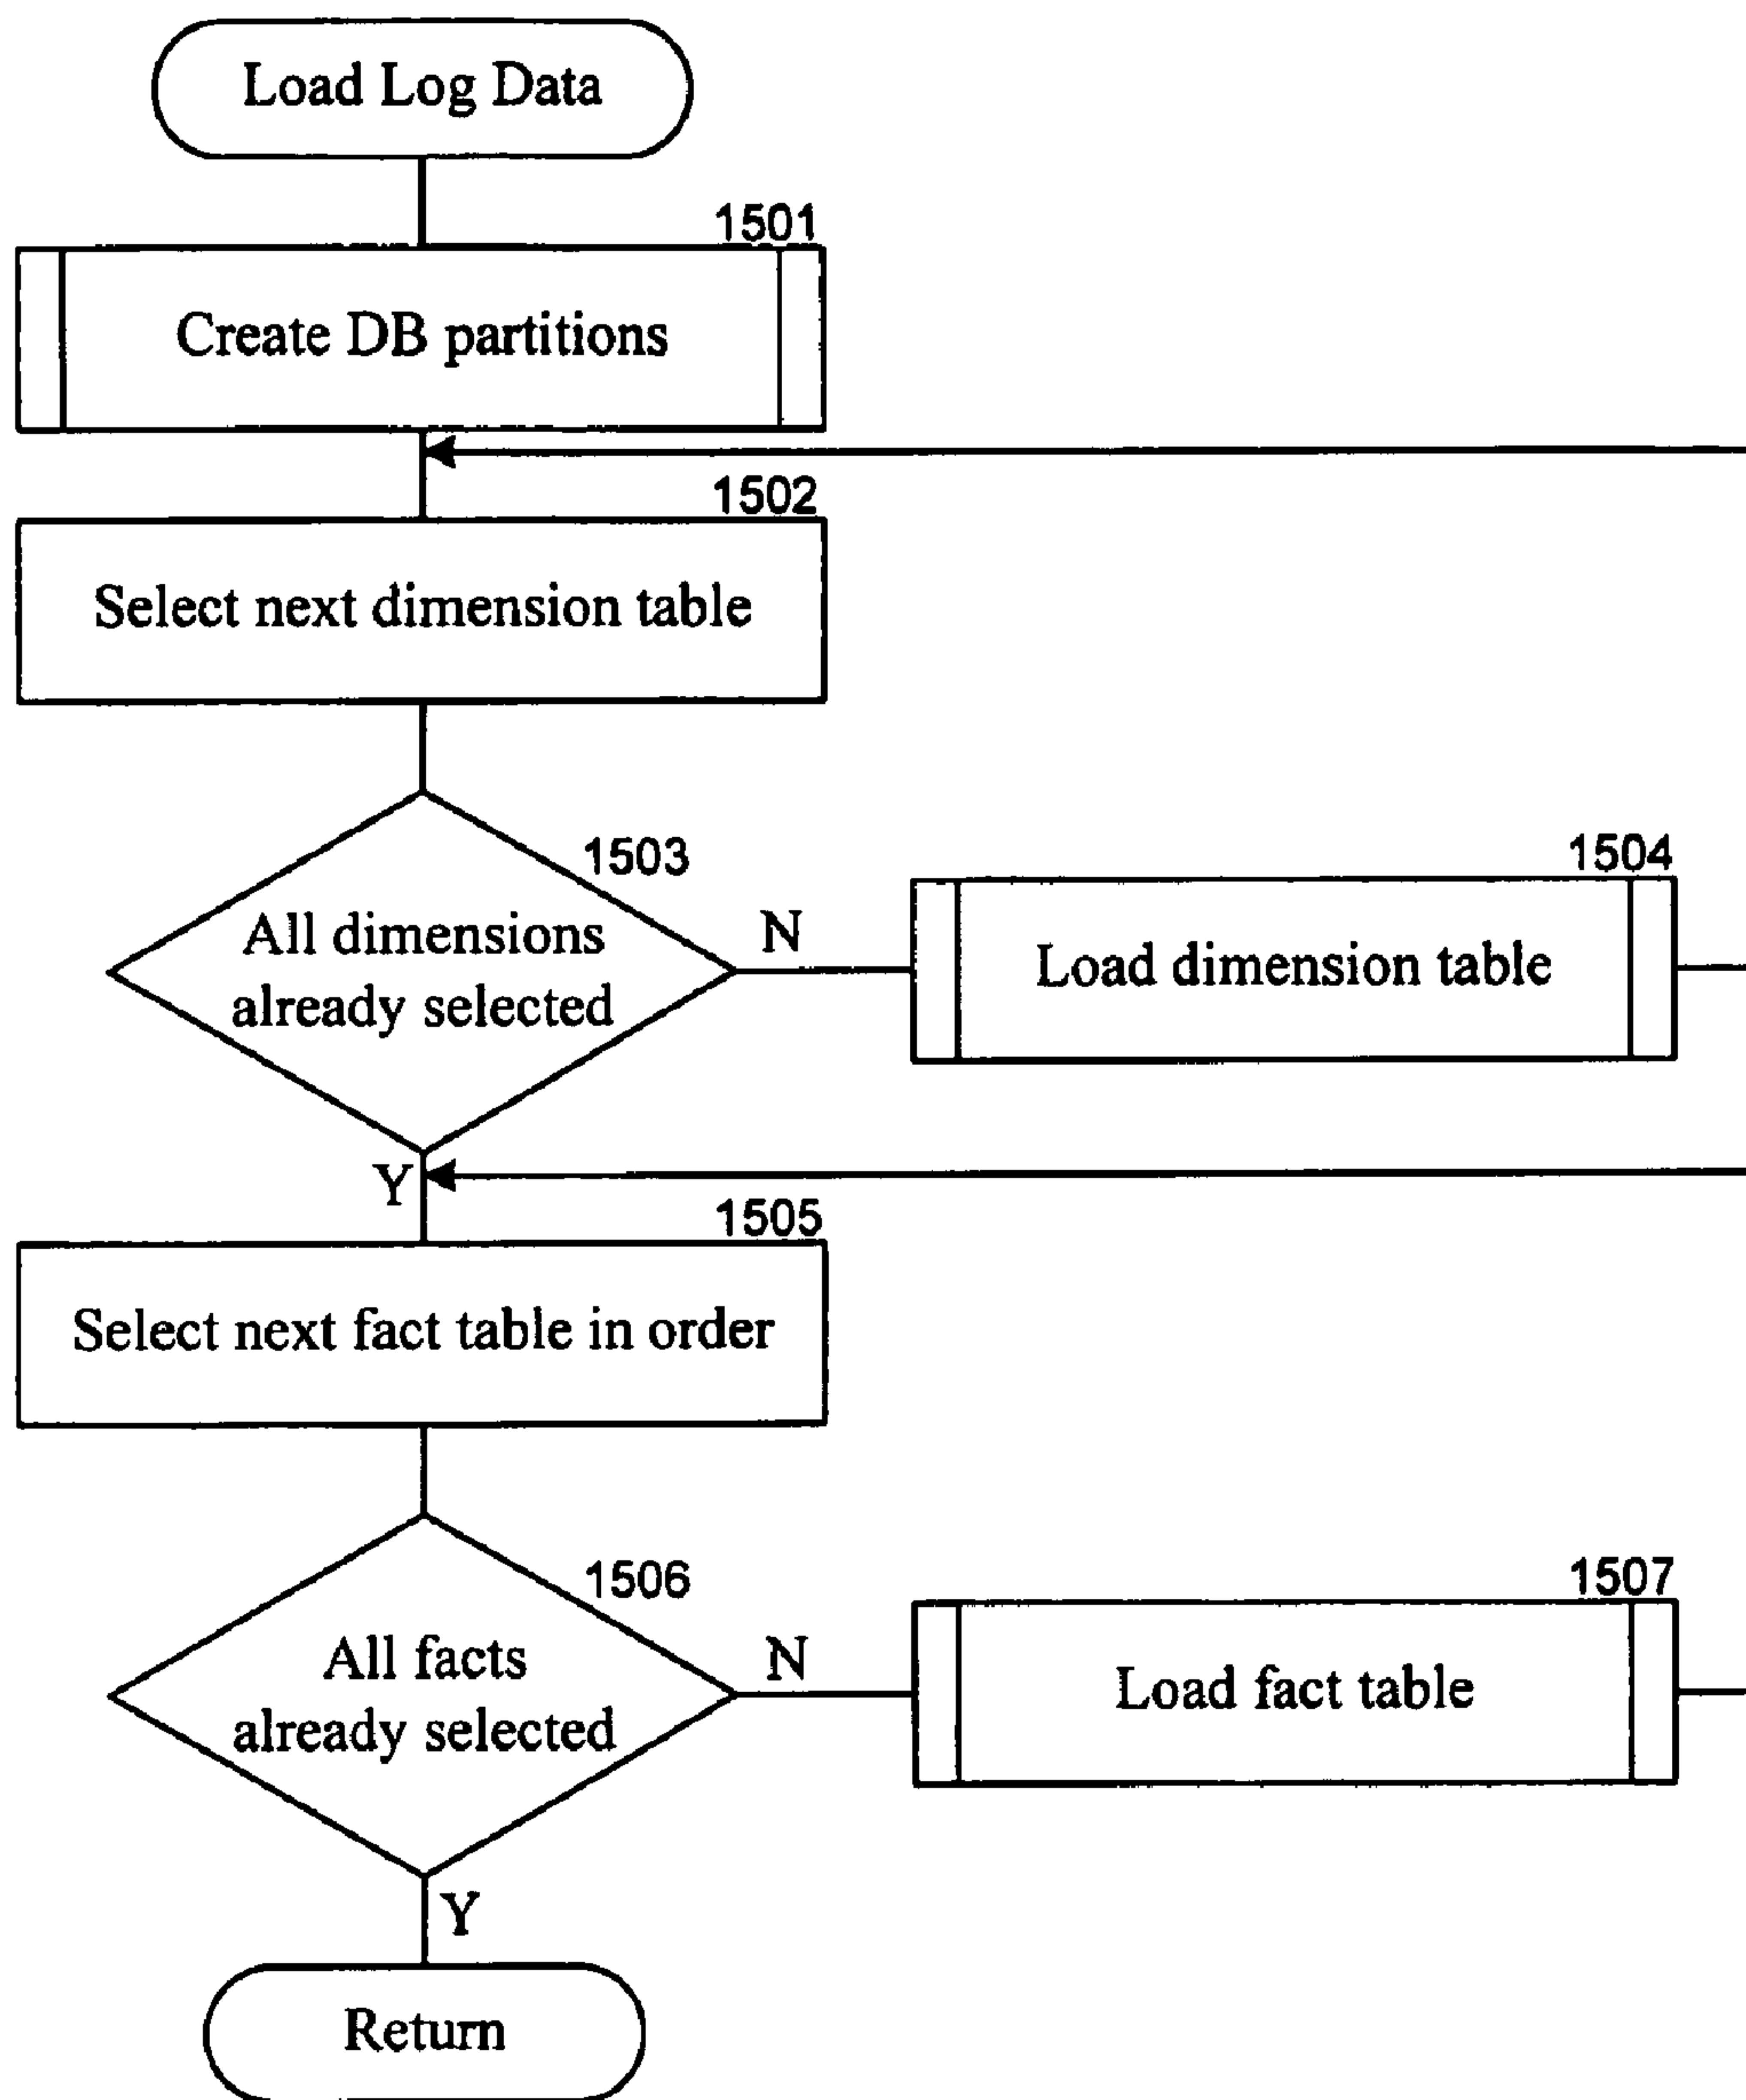 Load Log Data
1501
Create DB partitions
1502
Select next dimension table
1503
All dimensions
already selected
N
1504
Load dimension table
Y
1505
Select next fact table in order
1506
All facts
already selected
N
1507
Load fact table
Y
Return